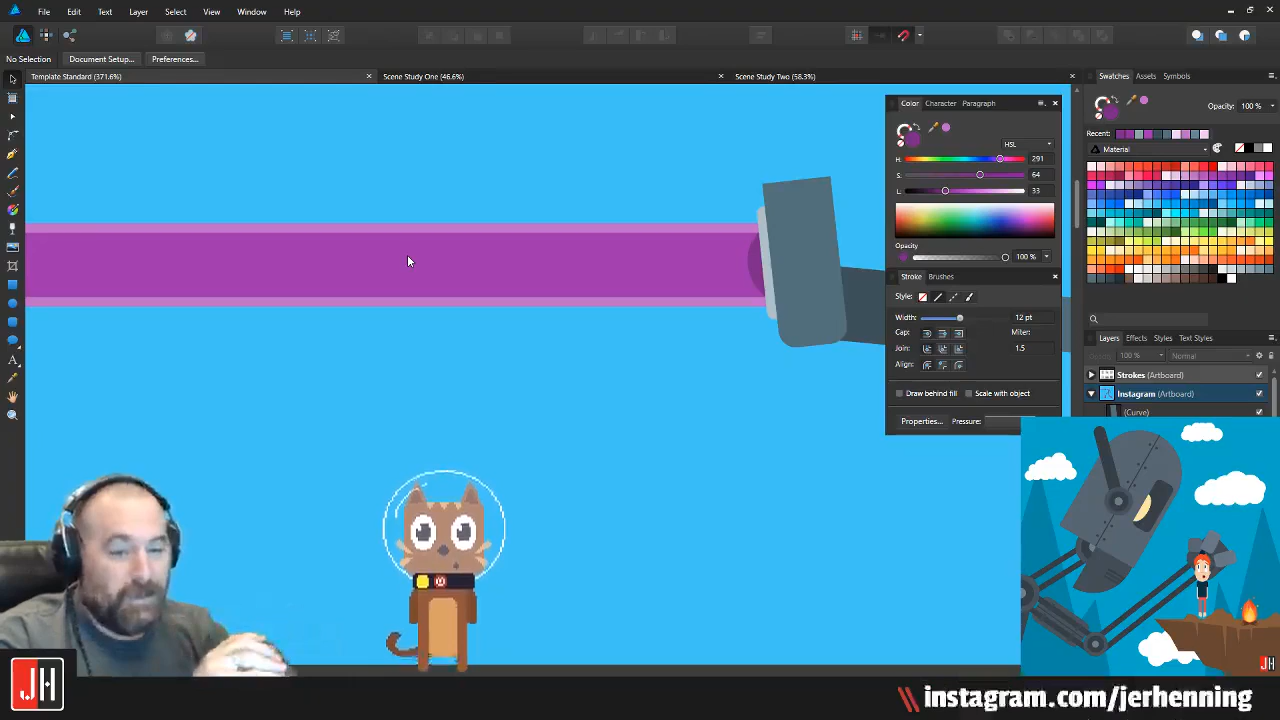 File Edit Text Layer Select View Window Help
No Selection Document Setup... Preferences...
Template Standard (371.6%) Scene Study One (46.6%) Scene Study Two (58.3%)
Color Character Paragraph
HSL
H: 291
S: 64
L: 33
Opacity
100 %
Stroke Brushes
Style:
Width: 12 pt
Cap: Miter:
Join: 1.5
Align:
Draw behind fill Scale with object
Properties... Pressure:
Swatches Assets Symbols
Opacity: 100 %
Recent:
Material
Layers Effects Styles Text Styles
Opacity 100 % Normal
Strokes (Artboard)
Instagram (Artboard)
(Curve)
JH
JH
instagram.com/jerhenning